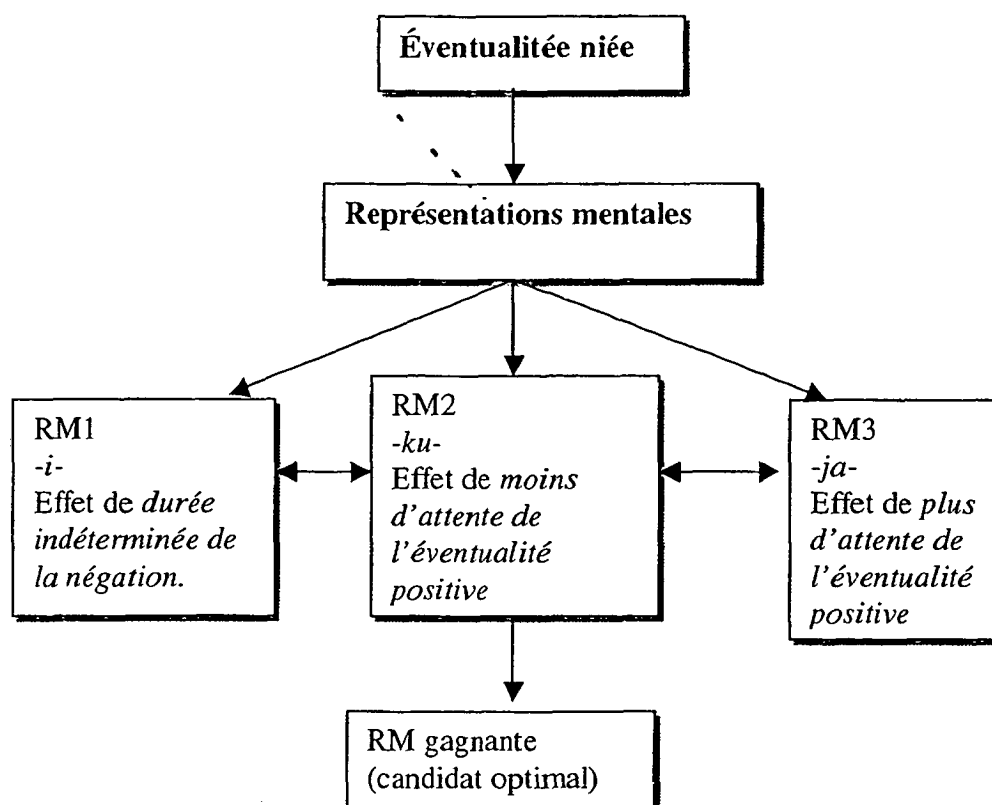 Éventualitée niée
Représentations mentales
RM1
-i-
Effet de durée
indéterminée de
la négation.
RM2
-ku-
Effet de moins
d'attente de
l'éventualité
positive
RM3
-ja-
Effet de plus
d'attente de
l'éventualité
positive
RM gagnante
(candidat optimal)